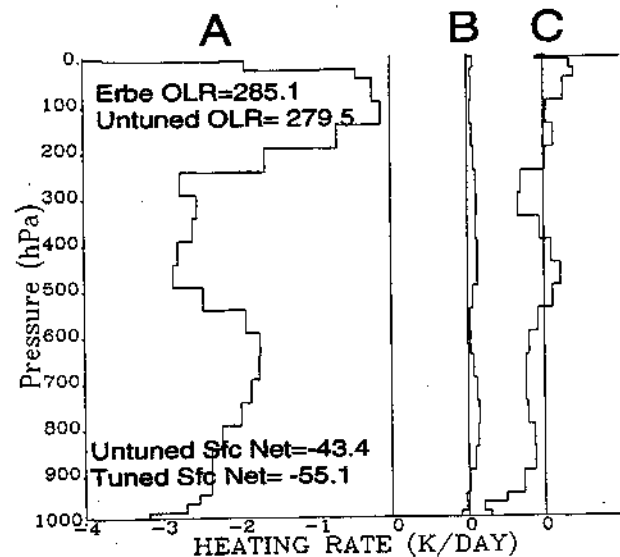 A B C
0.
Erbe OLR=285.1
100.
Untuned OLR= 279.5
200.
300.
400.
500.
600.
700.
800.
Untuned Sfc Net=-43.4
900.
Tuned Sfc Net= -55.1
1000.
Pressure (hPa)
-4 -2 -1 0 0 0
HEATING RATE (K/DAY)